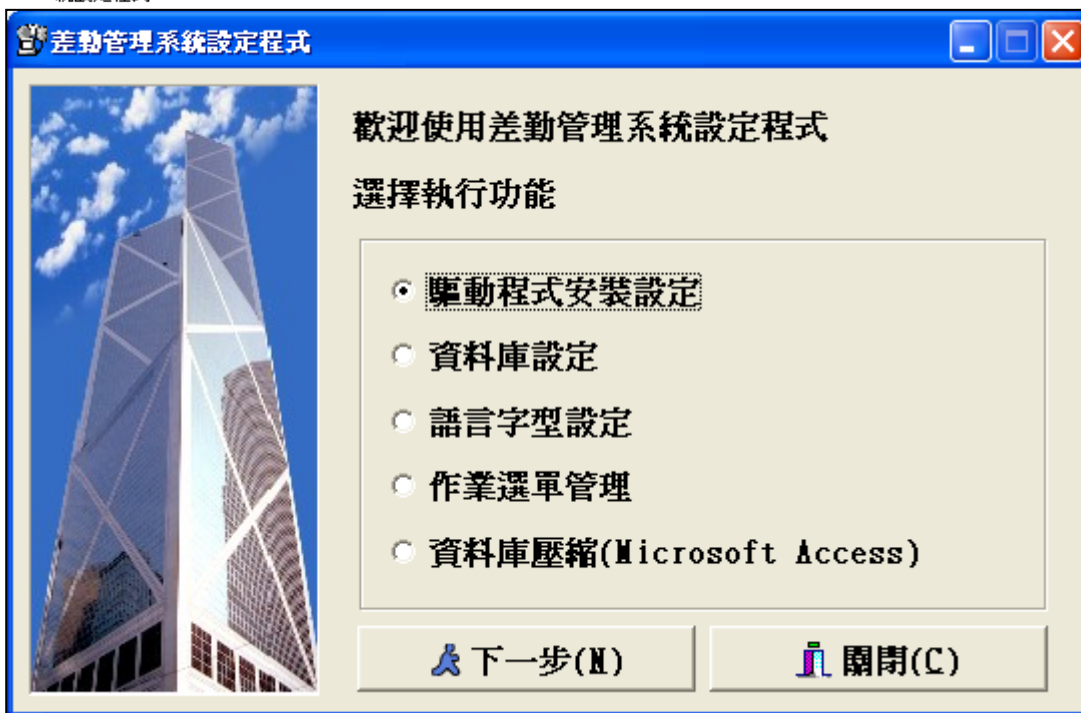 差勤管理系統設定程式
歡迎使用差勤管理系統設定程式
選擇執行功能
驅動程式安裝設定
資料庫設定
語言字型設定
作業選單管理
資料庫壓縮(Microsoft Access)
下一步(N)
關閉(C)